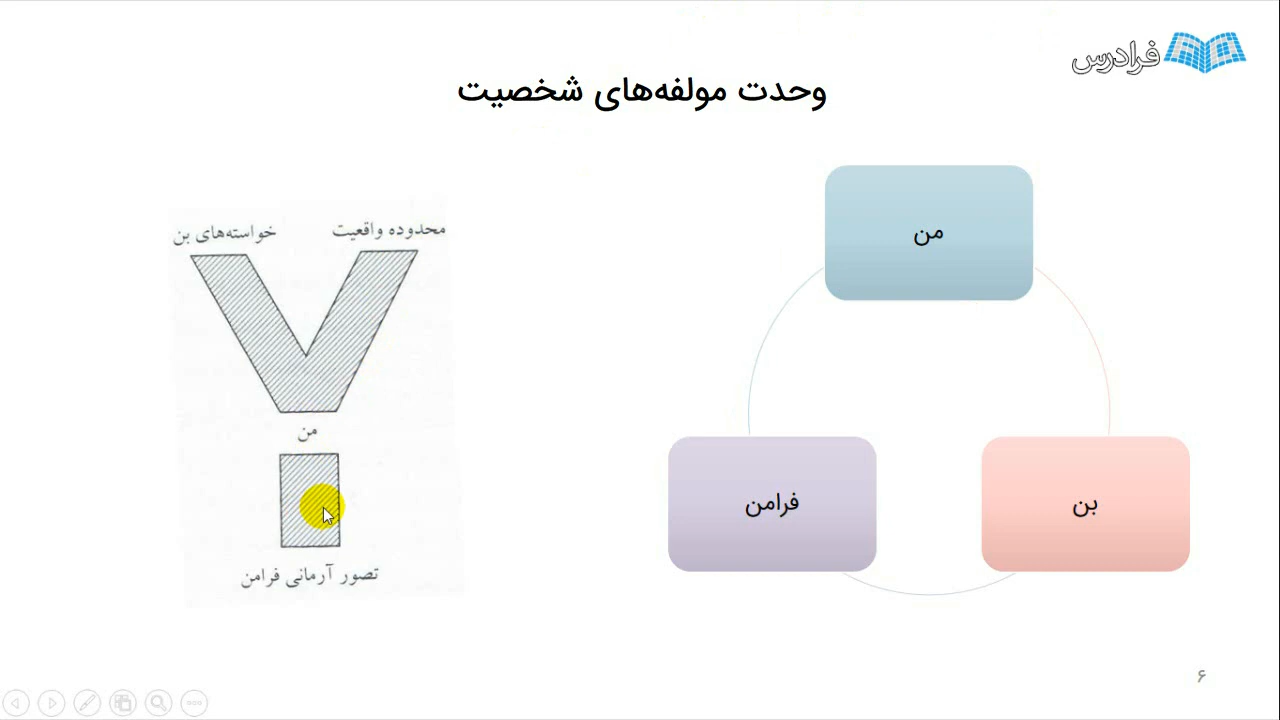 فرادرس
وحدت مولفه‌های شخصیت
من
محدوده واقعیت
خواسته‌های بن
من
بن
فرامن
تصور آرمانی فرامن
۶